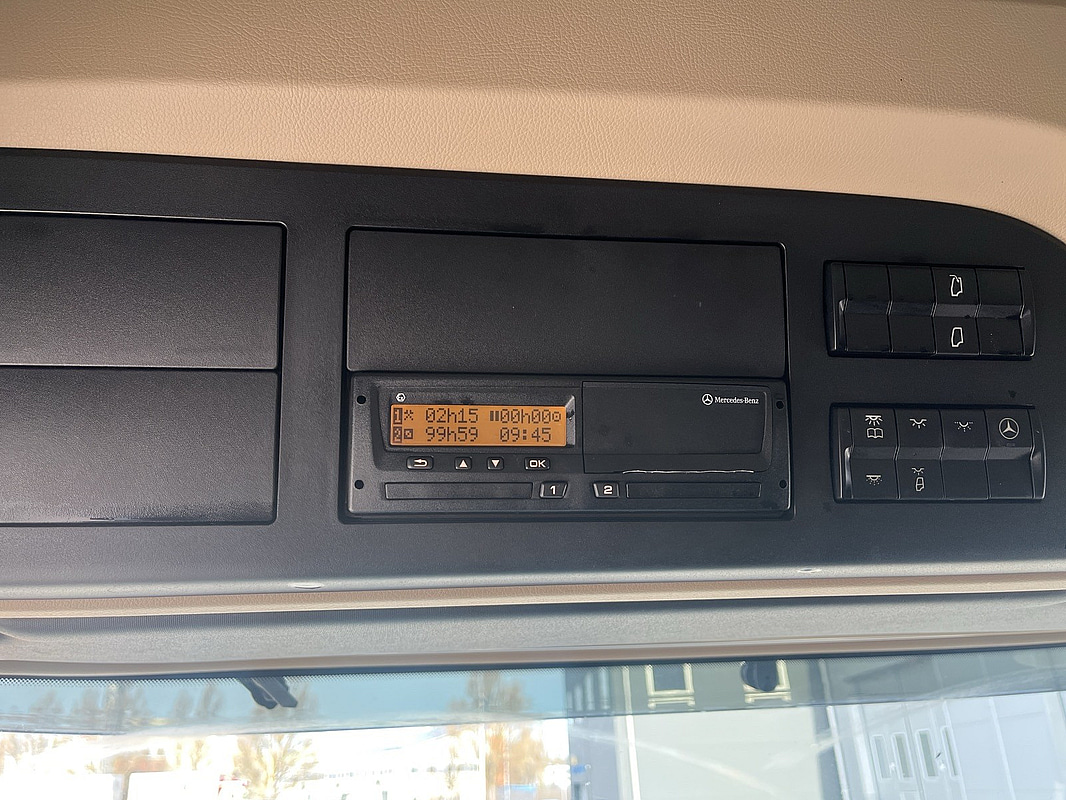 Mercedes-Benz
1 02h15 00h00
2 99h59 09:45
OK
1 2